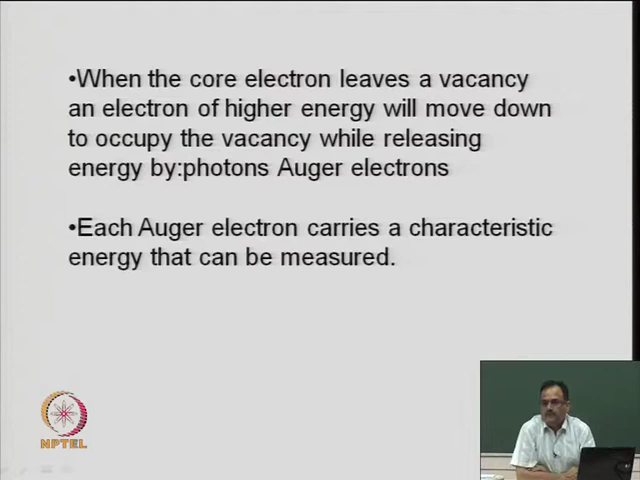 •When the core electron leaves a vacancy
an electron of higher energy will move down
to occupy the vacancy while releasing
energy by:photons Auger electrons
•Each Auger electron carries a characteristic
energy that can be measured.
NPTEL